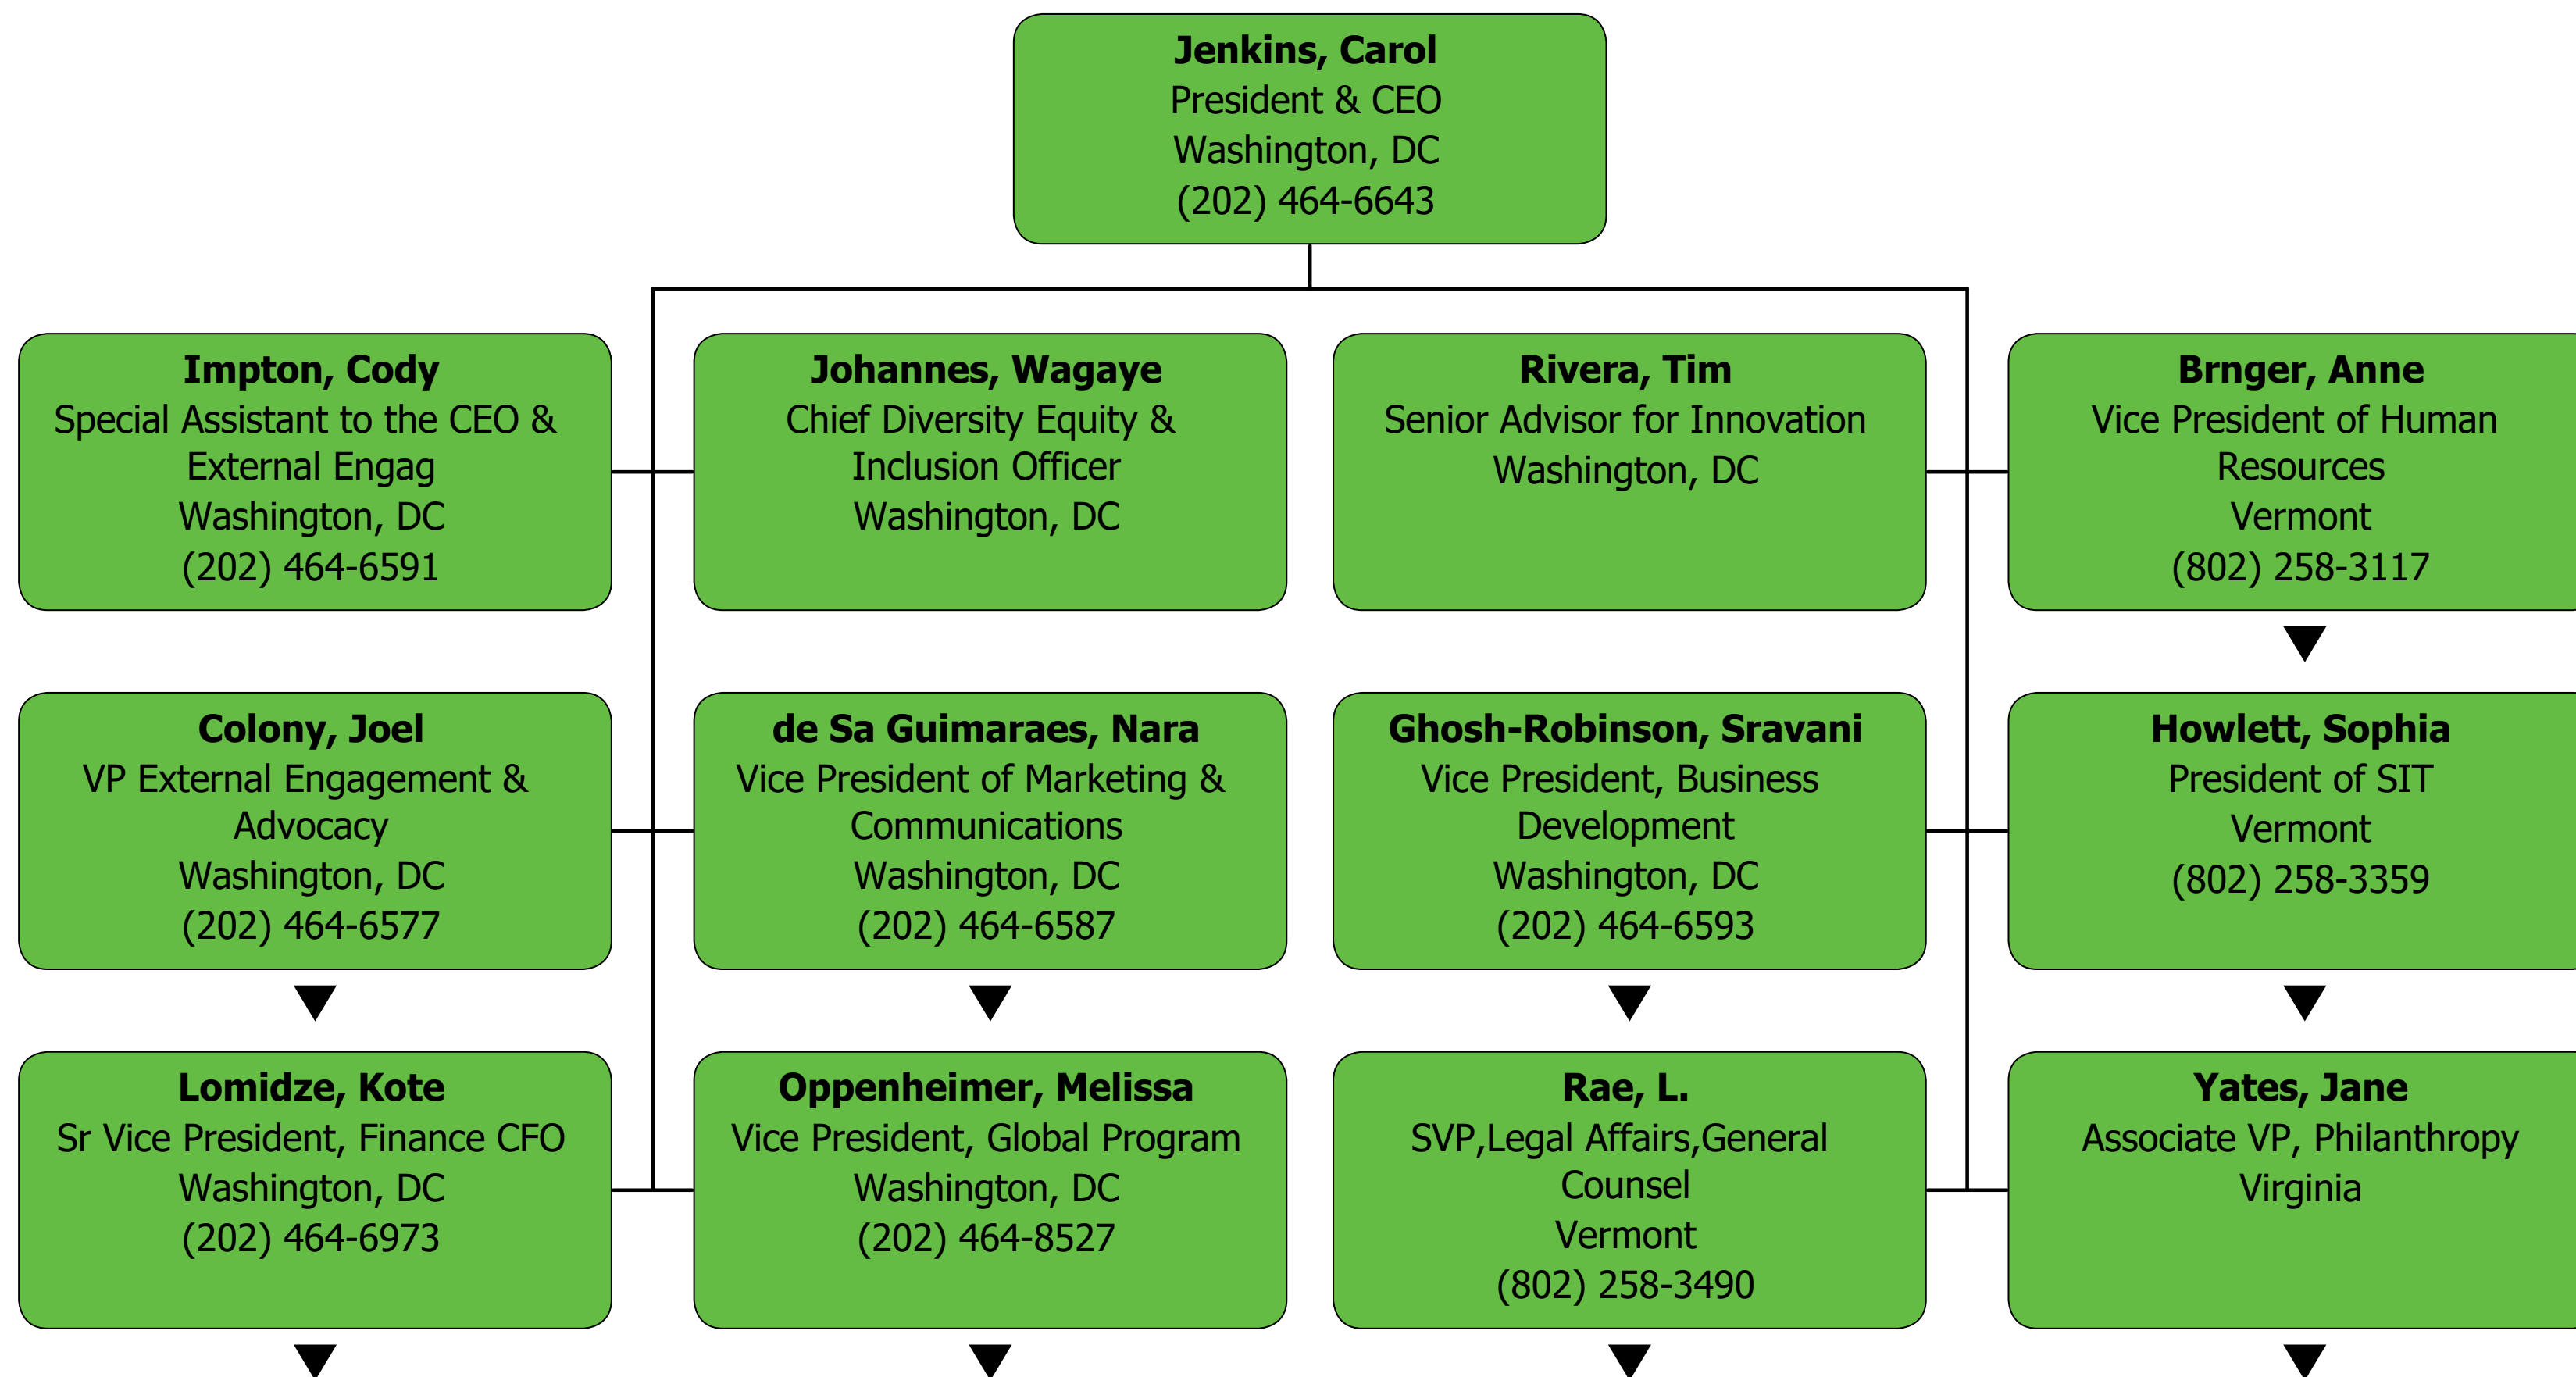 Jenkins, Carol
President & CEO
Washington, DC
(202) 464-6643
Impton, Cody
Special Assistant to the CEO &
External Engag
Washington, DC
(202) 464-6591
Johannes, Wagaye
Chief Diversity Equity &
Inclusion Officer
Washington, DC
Rivera, Tim
Senior Advisor for Innovation
Washington, DC
Brnger, Anne
Vice President of Human
Resources
Vermont
(802) 258-3117
Colony, Joel
VP External Engagement &
Advocacy
Washington, DC
(202) 464-6577
de Sa Guimaraes, Nara
Vice President of Marketing &
Communications
Washington, DC
(202) 464-6587
Ghosh-Robinson, Sravani
Vice President, Business
Development
Washington, DC
(202) 464-6593
Howlett, Sophia
President of SIT
Vermont
(802) 258-3359
Lomidze, Kote
Sr Vice President, Finance CFO
Washington, DC
(202) 464-6973
Oppenheimer, Melissa
Vice President, Global Program
Washington, DC
(202) 464-8527
Rae, L.
SVP,Legal Affairs,General
Counsel
Vermont
(802) 258-3490
Yates, Jane
Associate VP, Philanthropy
Virginia